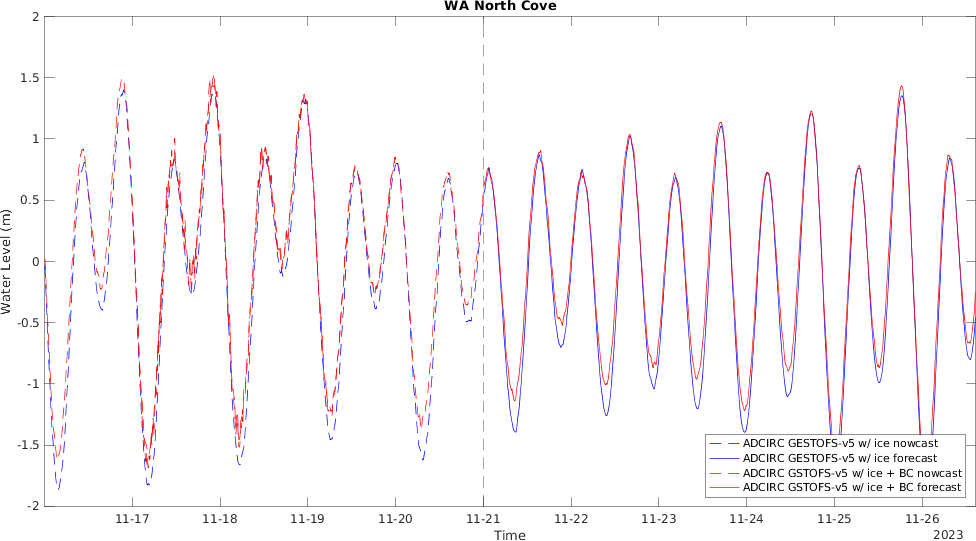 WA North Cove
2
1.5
1
0.5
0
-0.5
-1
-1.5
-2
Water Level (m)
ADCIRC GESTOFS-v5 w/ ice nowcast
ADCIRC GESTOFS-v5 w/ ice forecast
ADCIRC GSTOFS-v5 w/ ice + BC nowcast
ADCIRC GSTOFS-v5 w/ ice + BC forecast
11-17 11-18 11-19 11-20 11-21 11-22 11-23 11-24 11-25 11-26
Time
2023